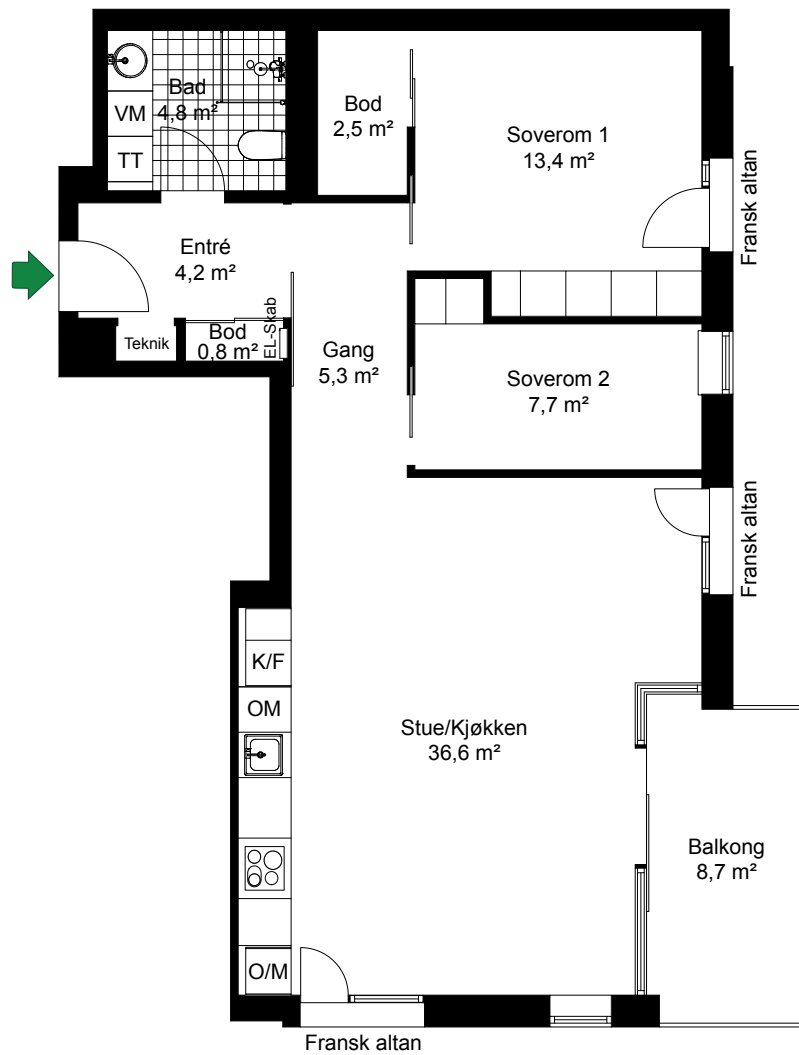 Bad
4,8 m²
VM
TT
Bod
2,5 m²
Soverom 1
13,4 m²
Fransk altan
Entré
4,2 m²
Teknik
Bod
0,8 m²
EL-Skab
Gang
5,3 m²
Soverom 2
7,7 m²
Fransk altan
K/F
OM
Stue/Kjøkken
36,6 m²
Balkong
8,7 m²
O/M
Fransk altan